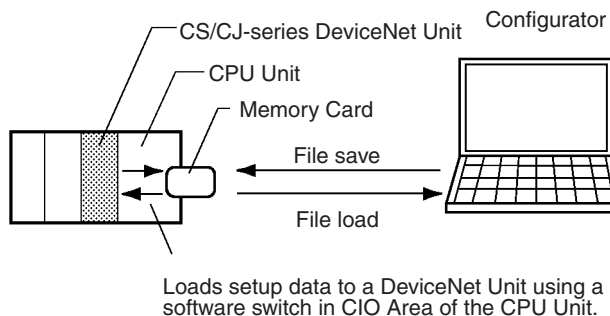 CS/CJ-series DeviceNet Unit
Configurator
CPU Unit
Memory Card
File save
File load
Loads setup data to a DeviceNet Unit using a
software switch in CIO Area of the CPU Unit.